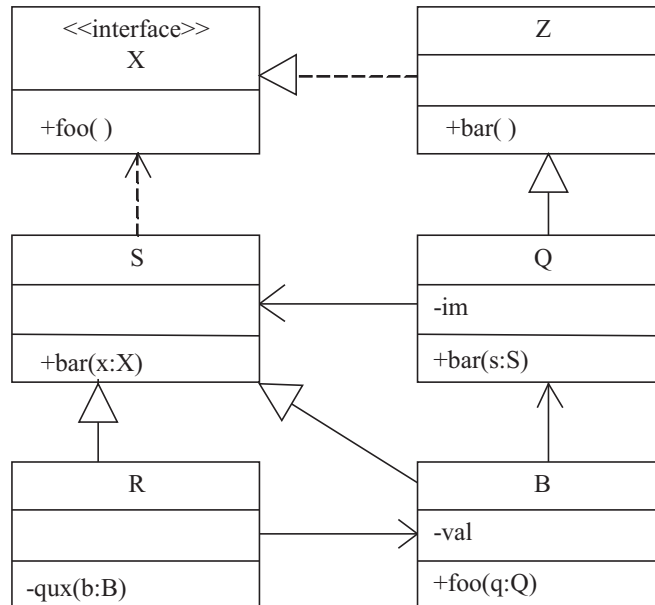 <<interface>>
X
+foo( )
Z
+bar( )
S
+bar(x:X)
Q
-im
+bar(s:S)
R
-qux(b:B)
B
-val
+foo(q:Q)